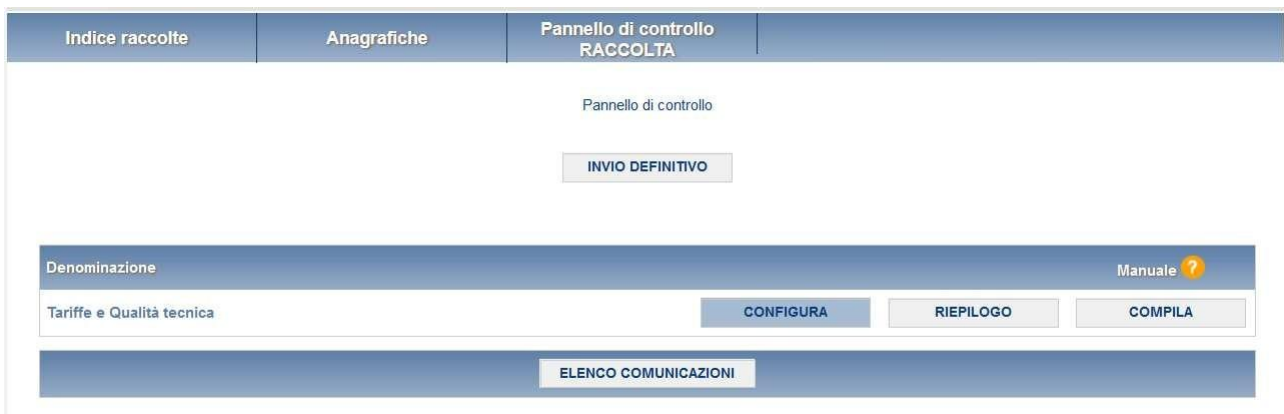 Indice raccolte
Anagrafiche
Pannello di controllo
RACCOLTA
Pannello di controllo
INVIO DEFINITIVO
Denominazione
Manuale ?
Tariffe e Qualità tecnica
CONFIGURA
RIEPILOGO
COMPILA
ELENCO COMUNICAZIONI